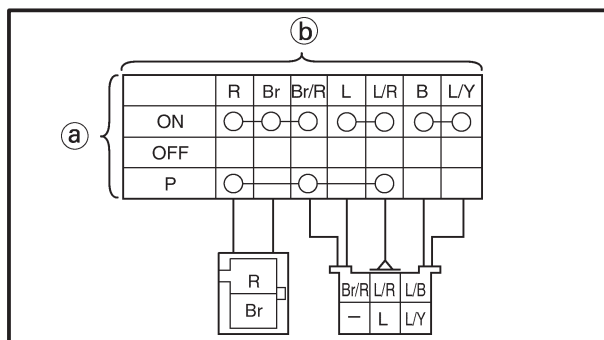 ⓑ
R Br Br/R L L/R B L/Y
ⓐ
ON
OFF
P
R
Br
Br/R L/R L/B
– L L/Y